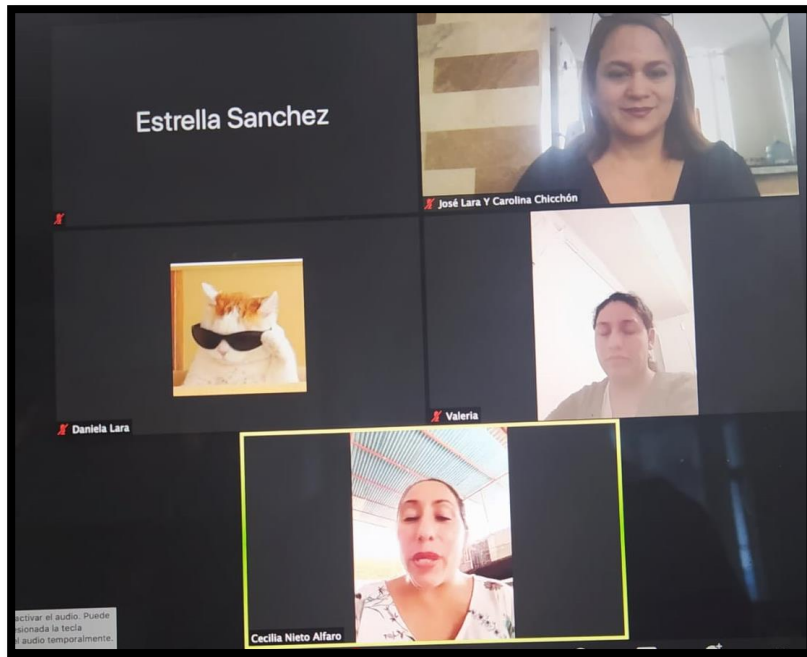 Estrella Sanchez
José Lara Y Carolina Chicchón
Daniela Lara
Valeria
Cecilia Nieto Alfaro
activar el audio. Puede
esionada la tecla
l audio temporalmente.